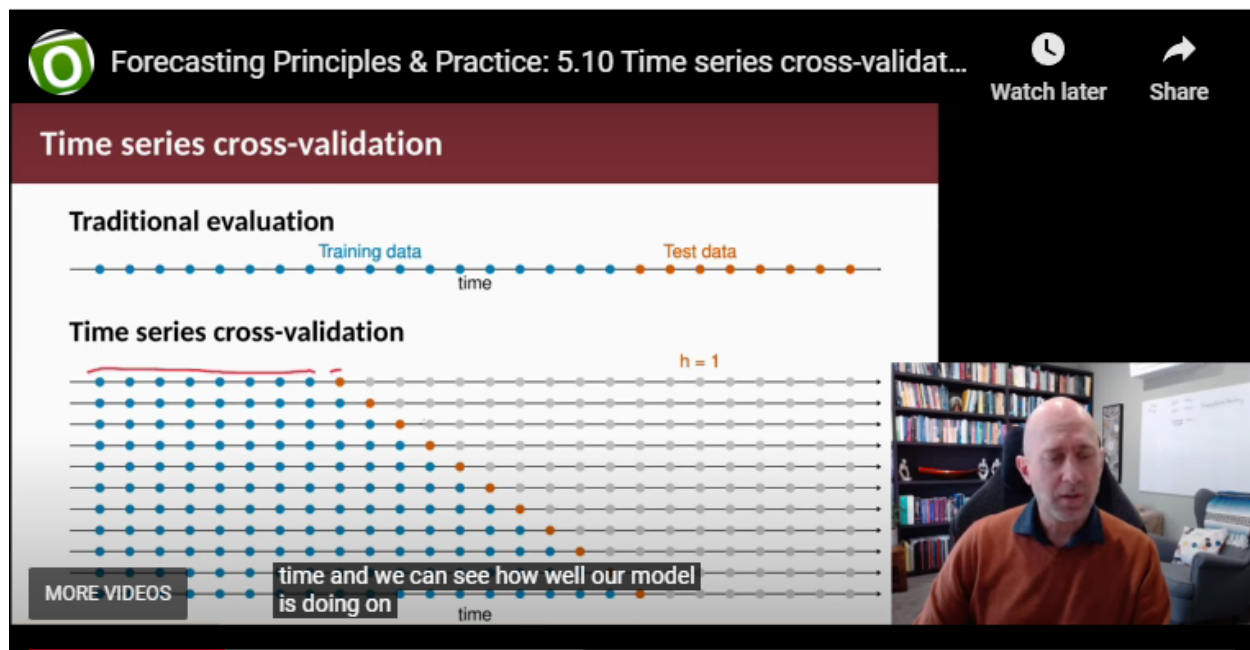 Forecasting Principles & Practice: 5.10 Time series cross-validat...
Watch later
Share
Time series cross-validation
Traditional evaluation
Training data
Test data
time
Time series cross-validation
h = 1
time and we can see how well our model
is doing on
MORE VIDEOS
time